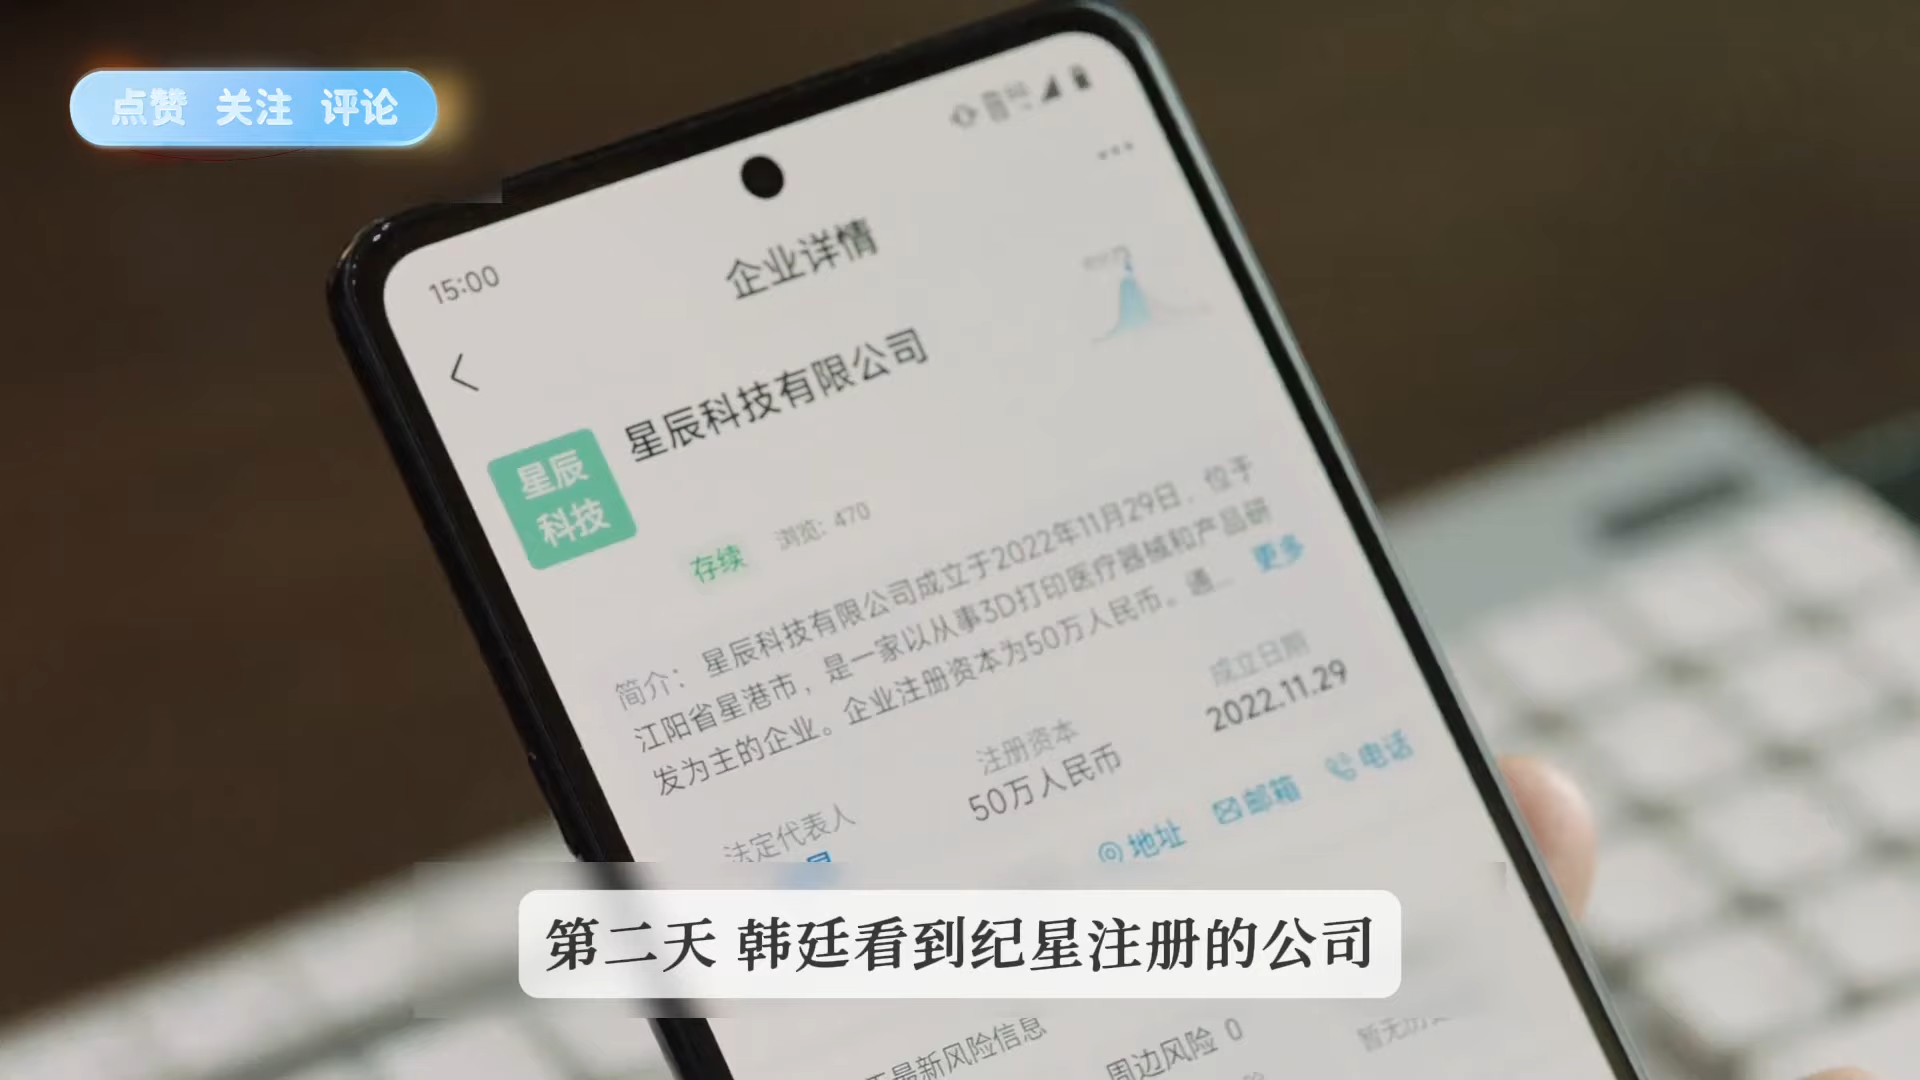 点赞 关注 评论
15:00
企业详情
星辰科技有限公司
星辰
科技
存续
浏览: 470
简介：星辰科技有限公司成立于2022年11月29日，位于
江阳省星港市，是一家以从事3D打印医疗器械和产品研
发为主的企业。企业注册资本为50万人民币。通... 更多
法定代表人
星
注册资本
50万人民币
成立日期
2022.11.29
地址
邮箱
电话
第二天 韩廷看到纪星注册的公司
最新风险信息
周边风险 0
暂无历